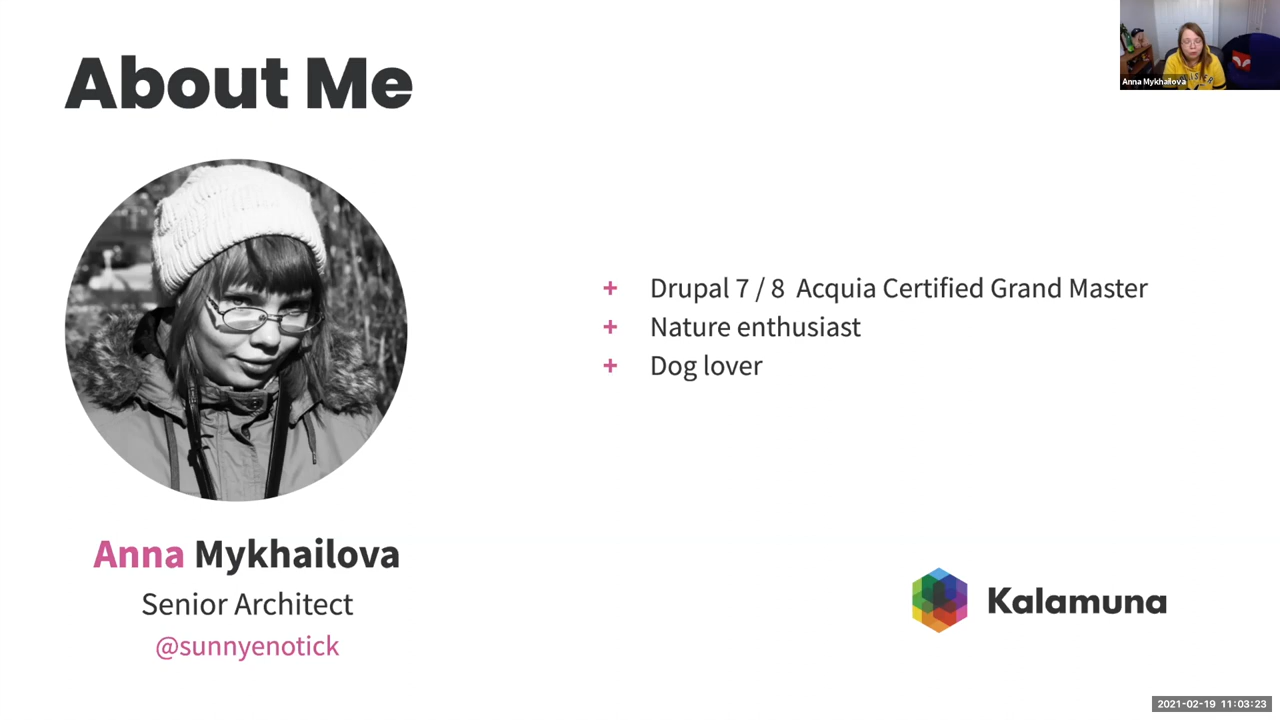 About Me
Anna Mykhailova
Drupal 7 / 8 Acquia Certified Grand Master
Nature enthusiast
Dog lover
Anna Mykhailova
Senior Architect
@sunnyenotick
Kalamuna
2021-02-19 11:03:23